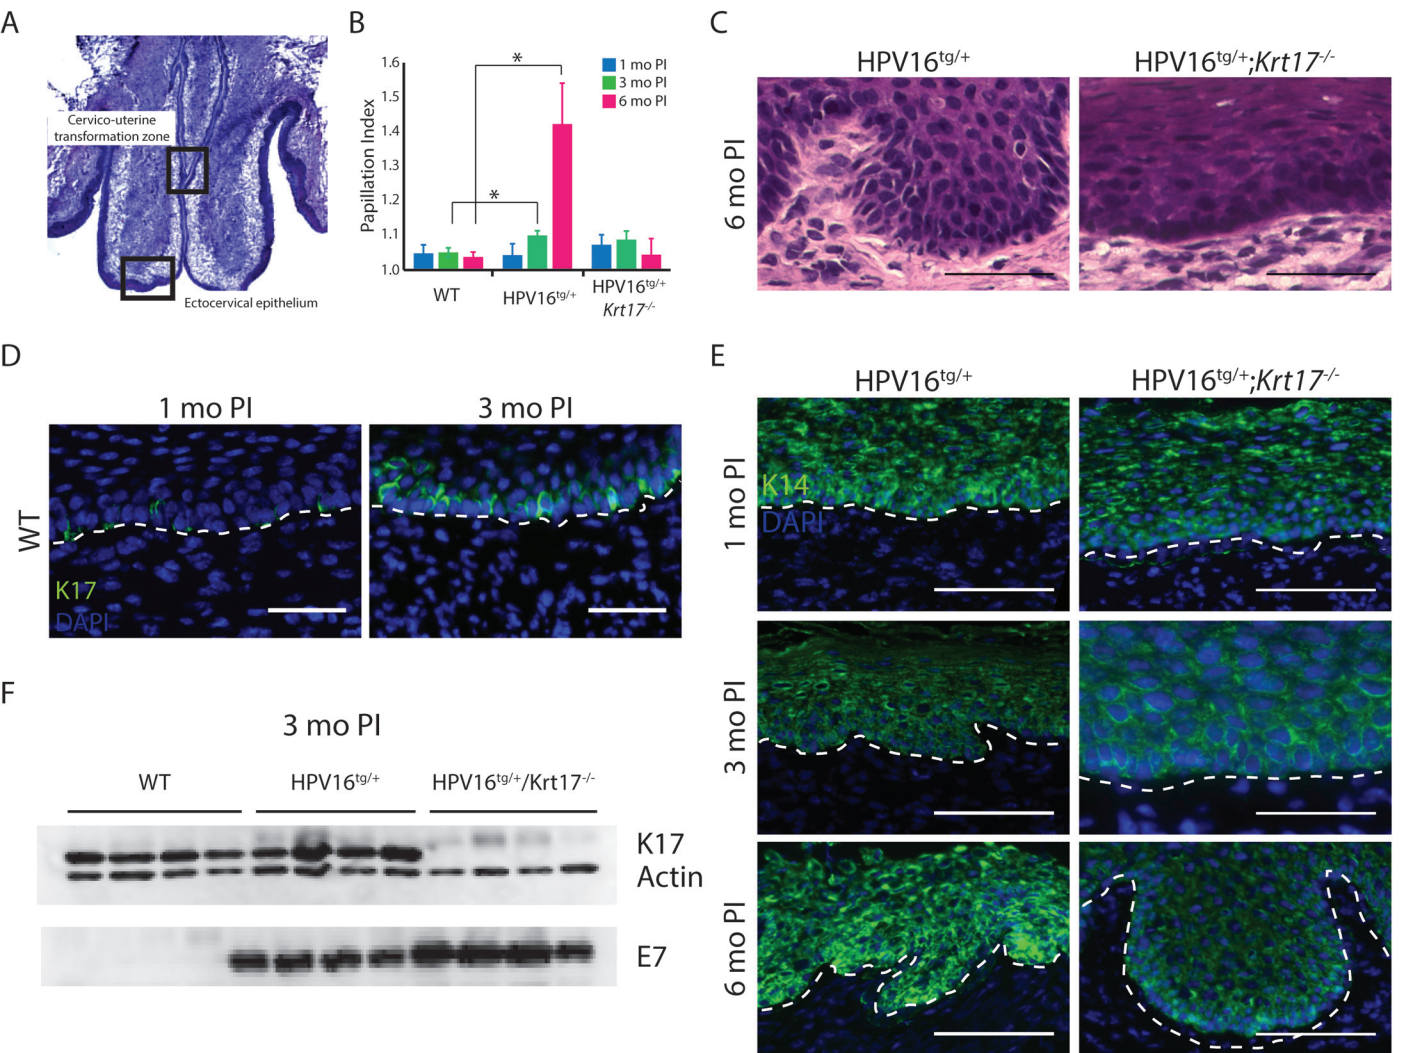 A
Cervico-uterine
transformation zone
Ectocervical epithelium
B
Papillation Index
1.6
1.5
1.4
1.3
1.2
1.1
1.0
*
*
1 mo PI
3 mo PI
6 mo PI
WT
HPV16tg/+
HPV16tg/+
Krt17-/-
C
HPV16tg/+
HPV16tg/+;Krt17-/-
6 mo PI
D
1 mo PI
3 mo PI
WT
K17
DAPI
E
HPV16tg/+
HPV16tg/+;Krt17-/-
1 mo PI
K14
DAPI
3 mo PI
6 mo PI
F
3 mo PI
WT
HPV16tg/+
HPV16tg/+/Krt17-/-
K17
Actin
E7